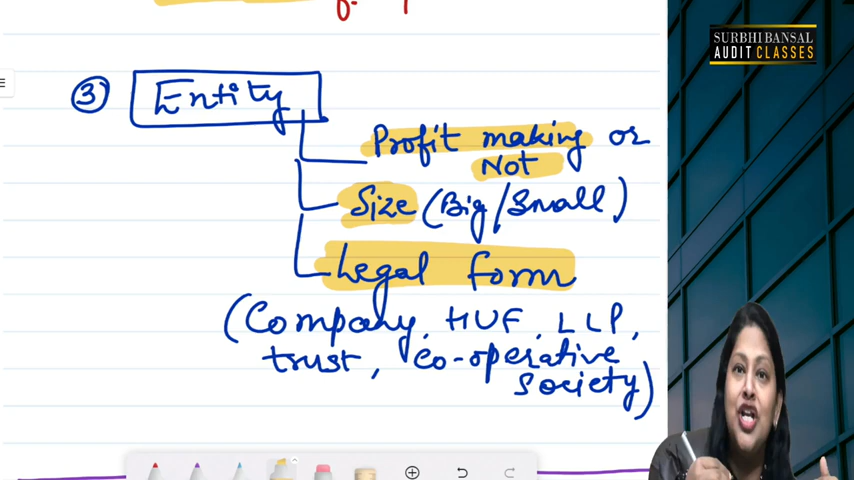 SURBHI BANSAL
AUDIT CLASSES
③ Entity
Profit making or
Not
Size (Big/Small)
Legal form
(Company, HUF, LLP,
trust, Co-operative
Society)